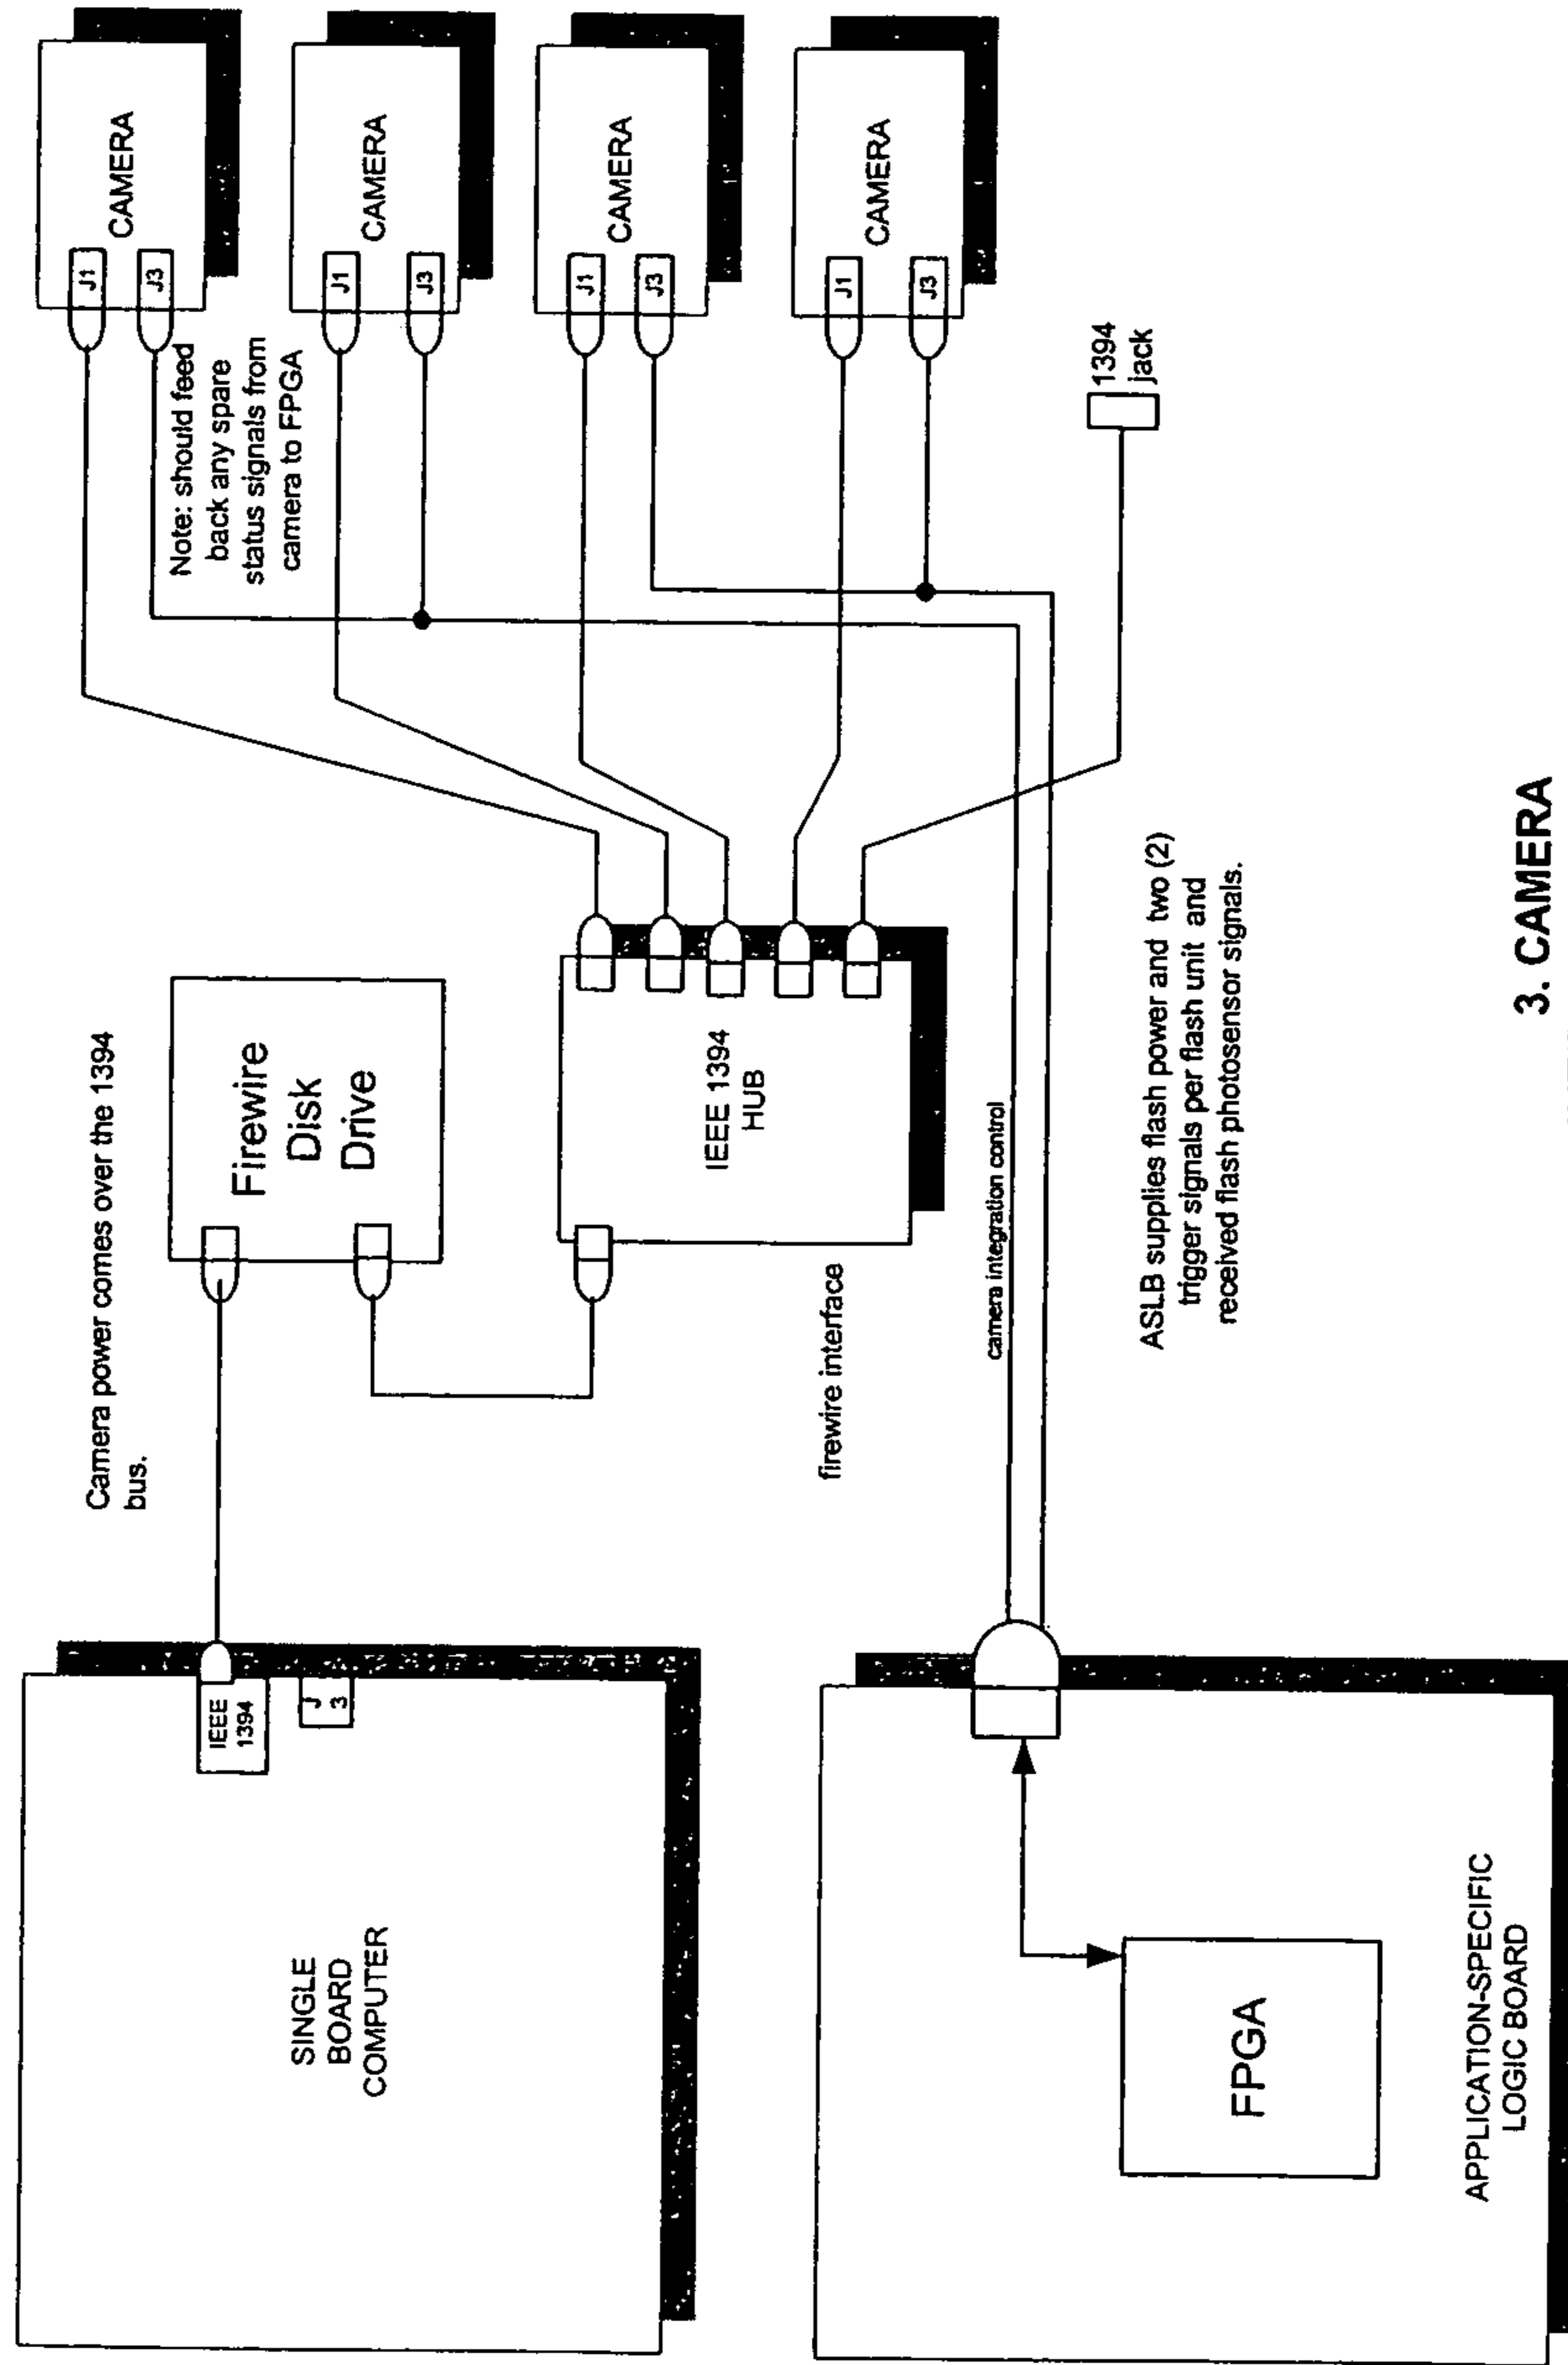 SINGLE
BOARD
COMPUTER
IEEE
1394
J
3
Camera power comes over the 1394
bus.
Firewire
Disk
Drive
firewire interface
IEEE 1394
HUB
CAMERA
J1
J3
Note: should feed
back any spare
status signals from
camera to FPGA
CAMERA
J1
J3
CAMERA
J1
J3
CAMERA
J1
J3
1394
jack
camera integration control
ASLB supplies flash power and two (2)
trigger signals per flash unit and
received flash photosensor signals.
FPGA
APPLICATION-SPECIFIC
LOGIC BOARD
3. CAMERA